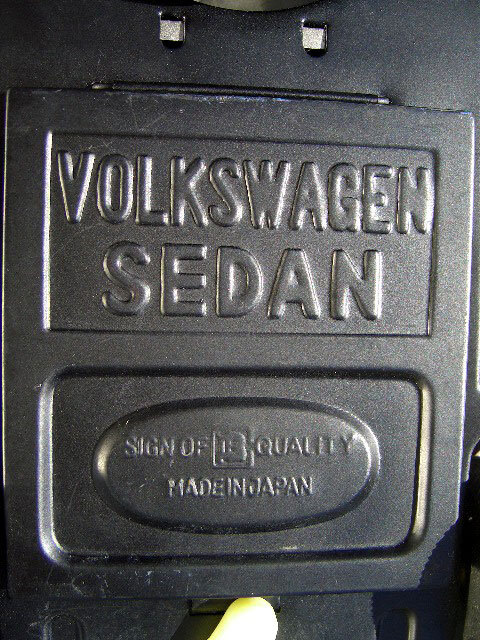 VOLKSWAGEN
SEDAN
SIGN OF QUALITY
MADE IN JAPAN